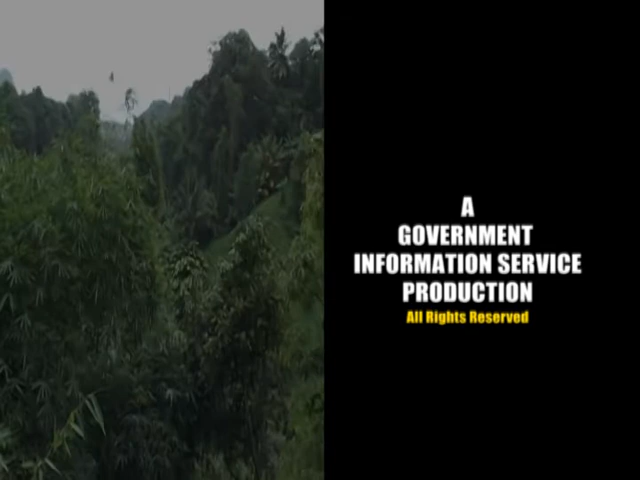 A
GOVERNMENT
INFORMATION SERVICE
PRODUCTION
All Rights Reserved